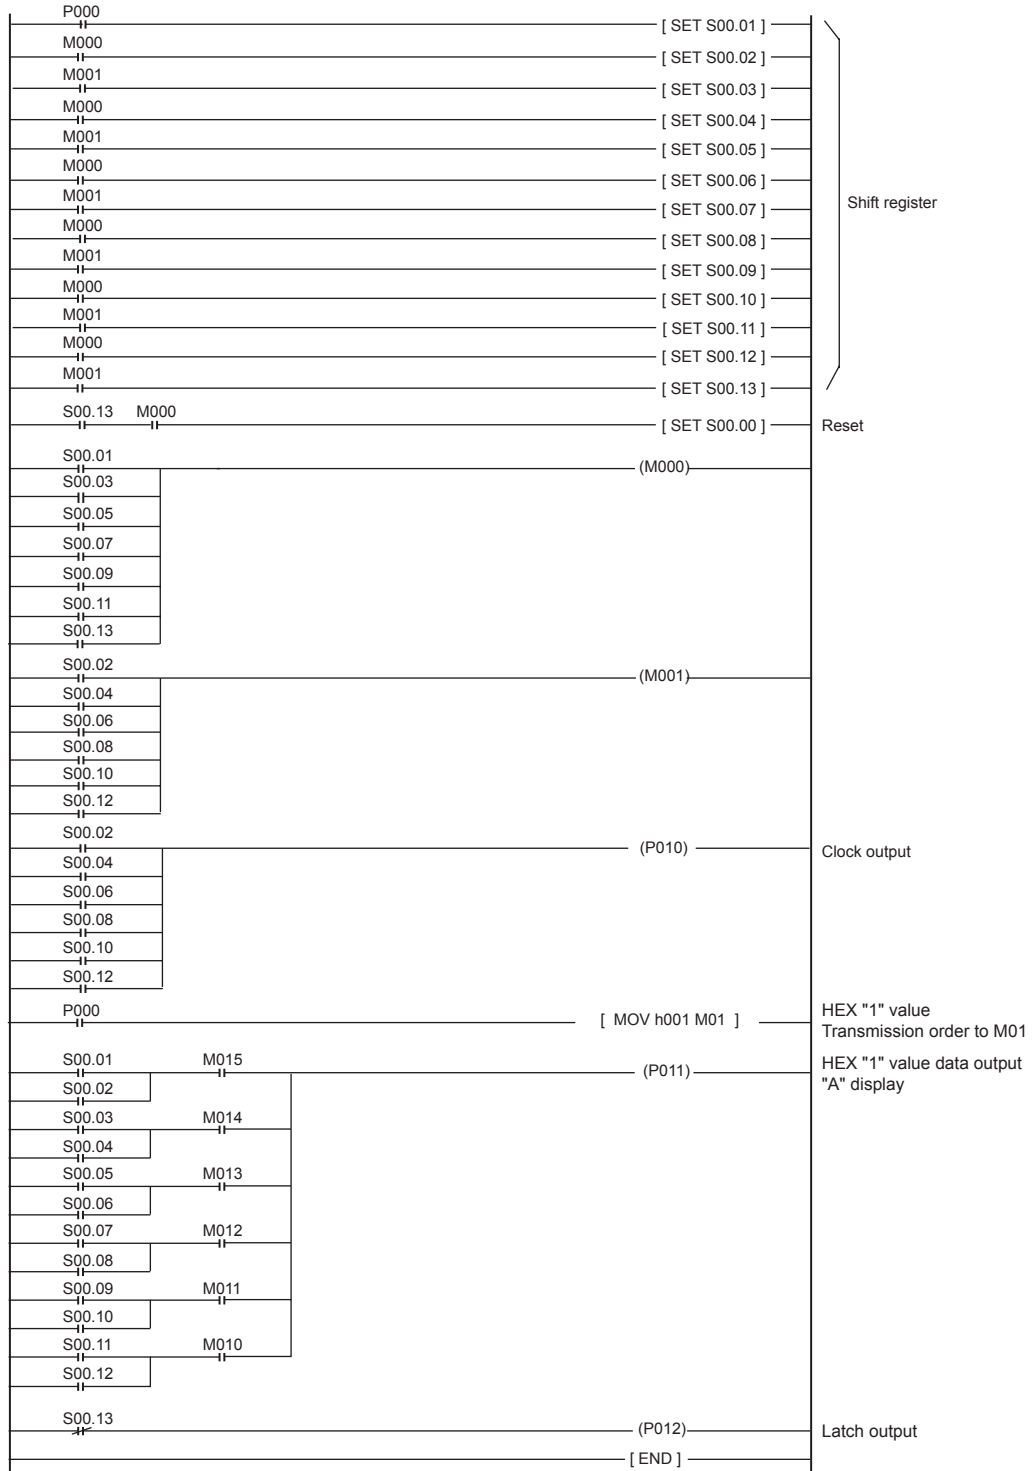 P000
[ SET S00.01 ]
M000
[ SET S00.02 ]
M001
[ SET S00.03 ]
M000
[ SET S00.04 ]
M001
[ SET S00.05 ]
M000
[ SET S00.06 ]
M001
[ SET S00.07 ]
Shift register
M000
[ SET S00.08 ]
M001
[ SET S00.09 ]
M000
[ SET S00.10 ]
M001
[ SET S00.11 ]
M000
[ SET S00.12 ]
M001
[ SET S00.13 ]
S00.13 M000
[ SET S00.00 ] Reset
S00.01
(M000)
S00.03
S00.05
S00.07
S00.09
S00.11
S00.13
S00.02
(M001)
S00.04
S00.06
S00.08
S00.10
S00.12
S00.02
(P010) Clock output
S00.04
S00.06
S00.08
S00.10
S00.12
P000
[ MOV h001 M01 ]
HEX "1" value
Transmission order to M01
S00.01 M015
(P011)
HEX "1" value data output
"A" display
S00.02
S00.03 M014
S00.04
S00.05 M013
S00.06
S00.07 M012
S00.08
S00.09 M011
S00.10
S00.11 M010
S00.12
S00.13
(P012) Latch output
[ END ]